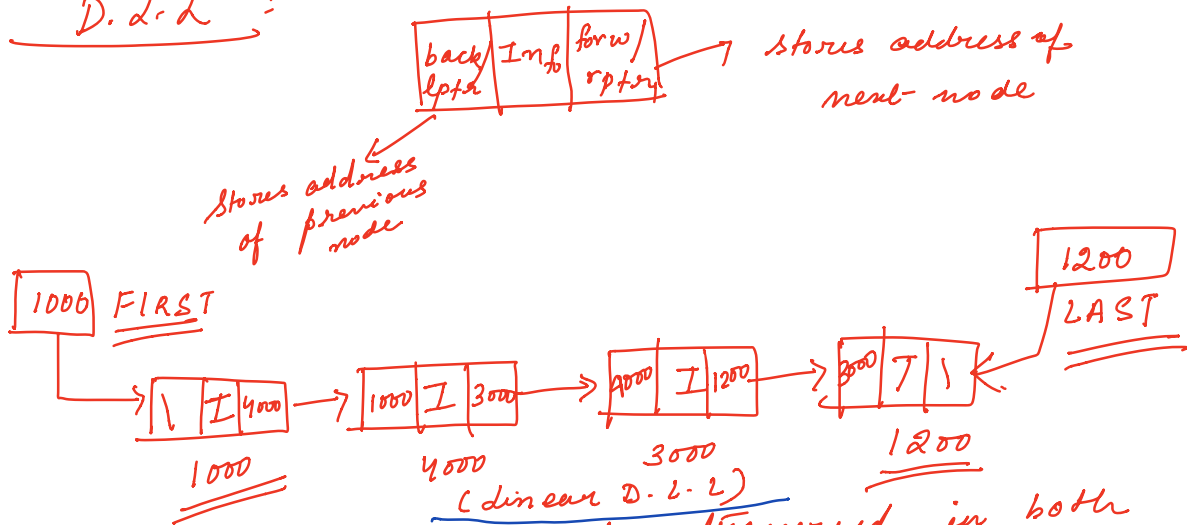 D.L.L :
back lptr Info forw rptr
stores address of
next node
stores address
of previous
node
1000 FIRST
1200
LAST
\ I 4000
1000 I 3000
4000 I 1200
3000 I \
1000
4000
3000
1200
(Linear D.L.L)
in both